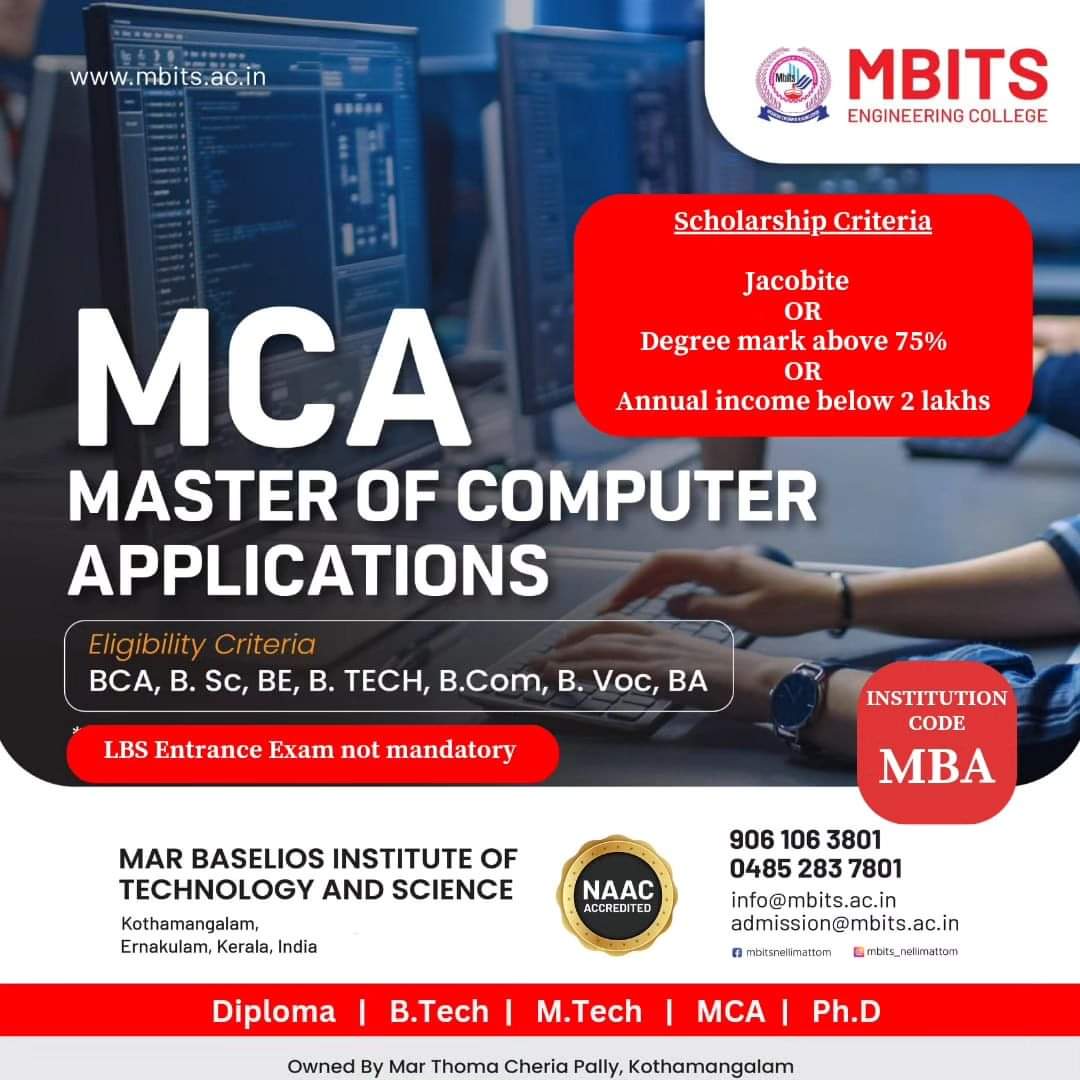 www.mbits.ac.in
Mbits
MBITS
ENGINEERING COLLEGE
Scholarship Criteria
Jacobite
OR
Degree mark above 75%
OR
Annual income below 2 lakhs
MCA
MASTER OF COMPUTER
APPLICATIONS
Eligibility Criteria
BCA, B. Sc, BE, B. TECH, B.Com, B. Voc, BA
*
LBS Entrance Exam not mandatory
INSTITUTION
CODE
MBA
MAR BASELIOS INSTITUTE OF
TECHNOLOGY AND SCIENCE
Kothamangalam,
Ernakulam, Kerala, India
NAAC
ACCREDITED
906 106 3801
0485 283 7801
info@mbits.ac.in
admission@mbits.ac.in
mbitsnellimattom mbits_nellimattom
Diploma | B.Tech | M.Tech | MCA | Ph.D
Owned By Mar Thoma Cheria Pally, Kothamangalam